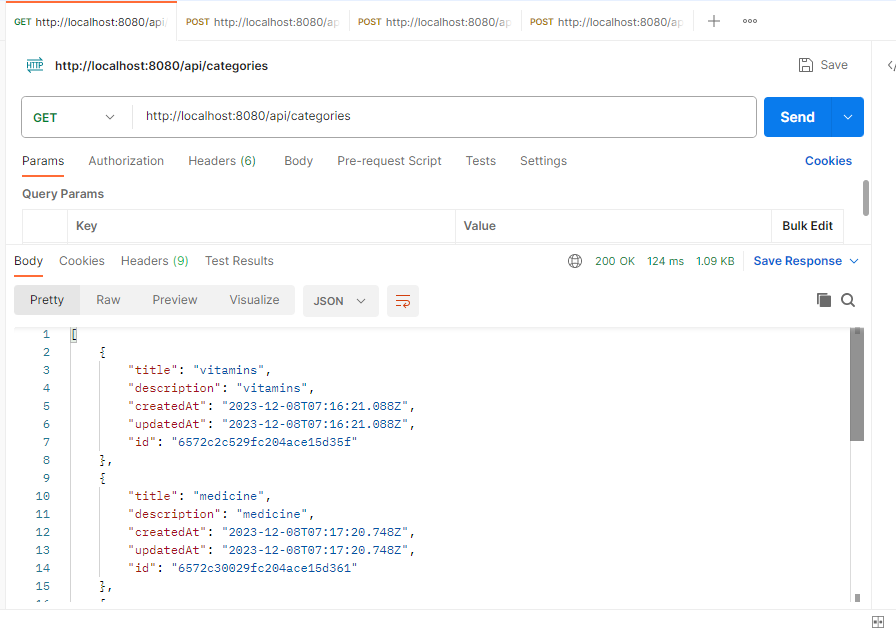 GET http://localhost:8080/api/ POST http://localhost:8080/ap POST http://localhost:8080/ap POST http://localhost:8080/ap
HTTP http://localhost:8080/api/categories Save
GET http://localhost:8080/api/categories Send
Params Authorization Headers (6) Body Pre-request Script Tests Settings Cookies
Query Params
Key Value Bulk Edit
Body Cookies Headers (9) Test Results 200 OK 124 ms 1.09 KB Save Response
Pretty Raw Preview Visualize JSON
1 [
2 {
3 "title": "vitamins",
4 "description": "vitamins",
5 "createdAt": "2023-12-08T07:16:21.088Z",
6 "updatedAt": "2023-12-08T07:16:21.088Z",
7 "id": "6572c2c529fc204ace15d35f"
8 },
9 {
10 "title": "medicine",
11 "description": "medicine",
12 "createdAt": "2023-12-08T07:17:20.748Z",
13 "updatedAt": "2023-12-08T07:17:20.748Z",
14 "id": "6572c30029fc204ace15d361"
15 },